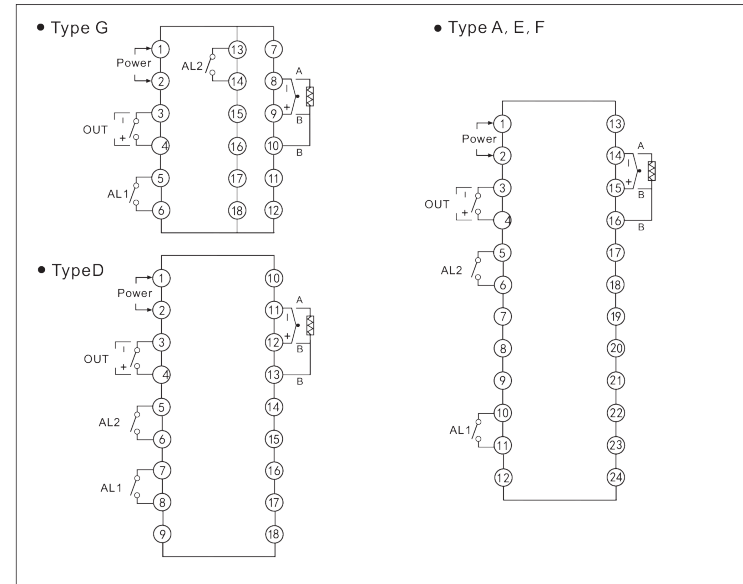 ● Type G
1 13 7
Power AL2 A
2 14 8 −
3 15 9 + B
OUT − +
4 16 10 B
5 17 11
AL1
6 18 12
● TypeD
1 10
Power A
2 11 −
3 12 + B
OUT − +
4 13 B
5 14
AL2
6 15
7 16
AL1
8 17
9 18
● Type A, E, F
1 13
Power A
2 14 −
3 15 + B
OUT − +
4 16 B
5 17
AL2
6 18
7 19
8 20
9 21
10 22
AL1
11 23
12 24